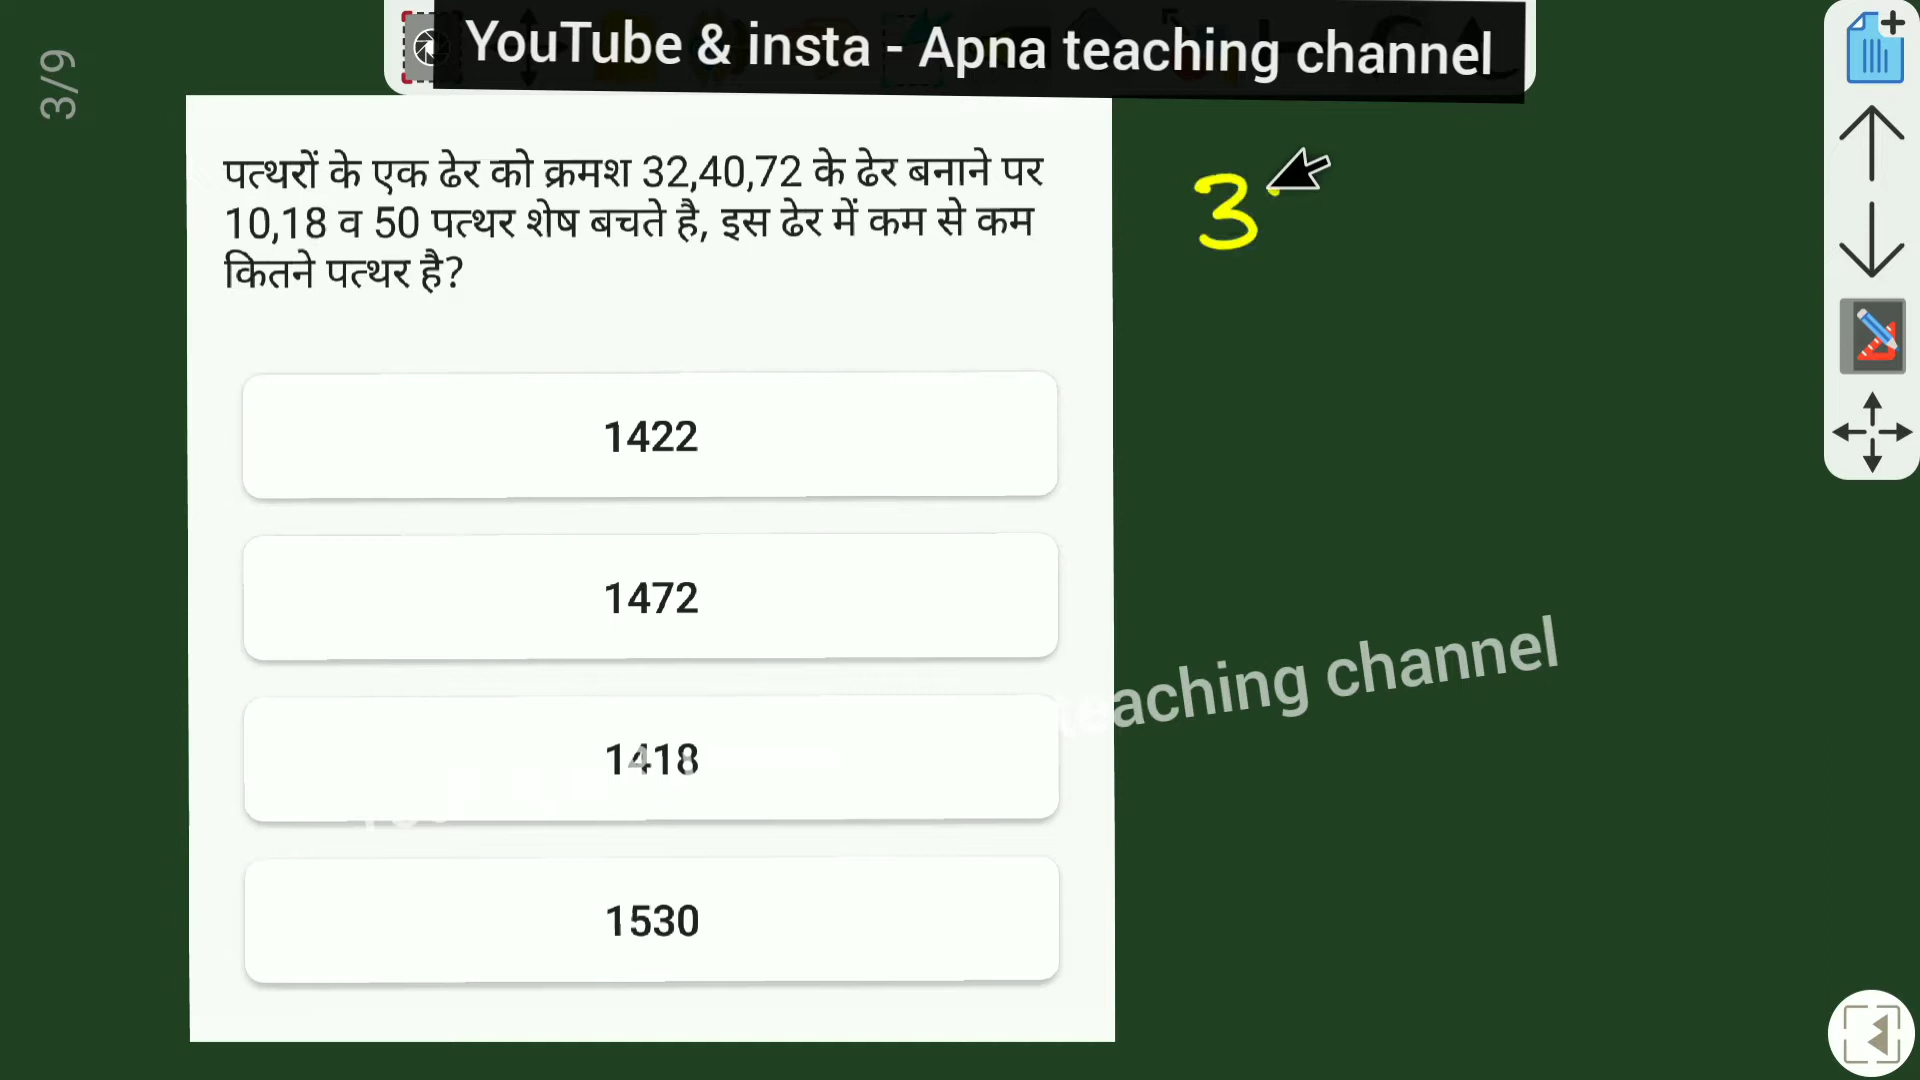 3/9
YouTube & insta - Apna teaching channel
पत्थरों के एक ढेर को क्रमश 32,40,72 के ढेर बनाने पर
10,18 व 50 पत्थर शेष बचते है, इस ढेर में कम से कम
कितने पत्थर है?
3
1422
1472
teaching channel
1418
1530